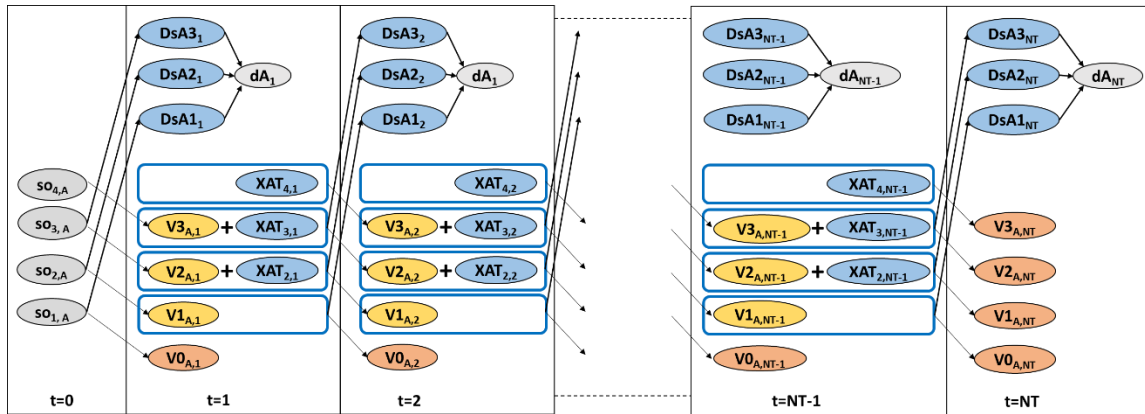 DsA3₁ DsA3₂ DsA3NT-1 DsA3NT
DsA2₁ dA₁ DsA2₂ dA₁ DsA2NT-1 dANT-1 DsA2NT dANT
DsA1₁ DsA1₂ DsA1NT-1 DsA1NT
so4,A XAT4,1 XAT4,2 XAT4,NT-1
so3, A V3A,1 + XAT3,1 V3A,2 + XAT3,2 V3A,NT-1 + XAT3,NT-1 V3A,NT
so2,A V2A,1 + XAT2,1 V2A,2 + XAT2,2 V2A,NT-1 + XAT2,NT-1 V2A,NT
so1, A V1A,1 V1A,2 V1A,NT-1 V1A,NT
V0A,1 V0A,2 V0A,NT-1 V0A,NT
t=0 t=1 t=2 t=NT-1 t=NT